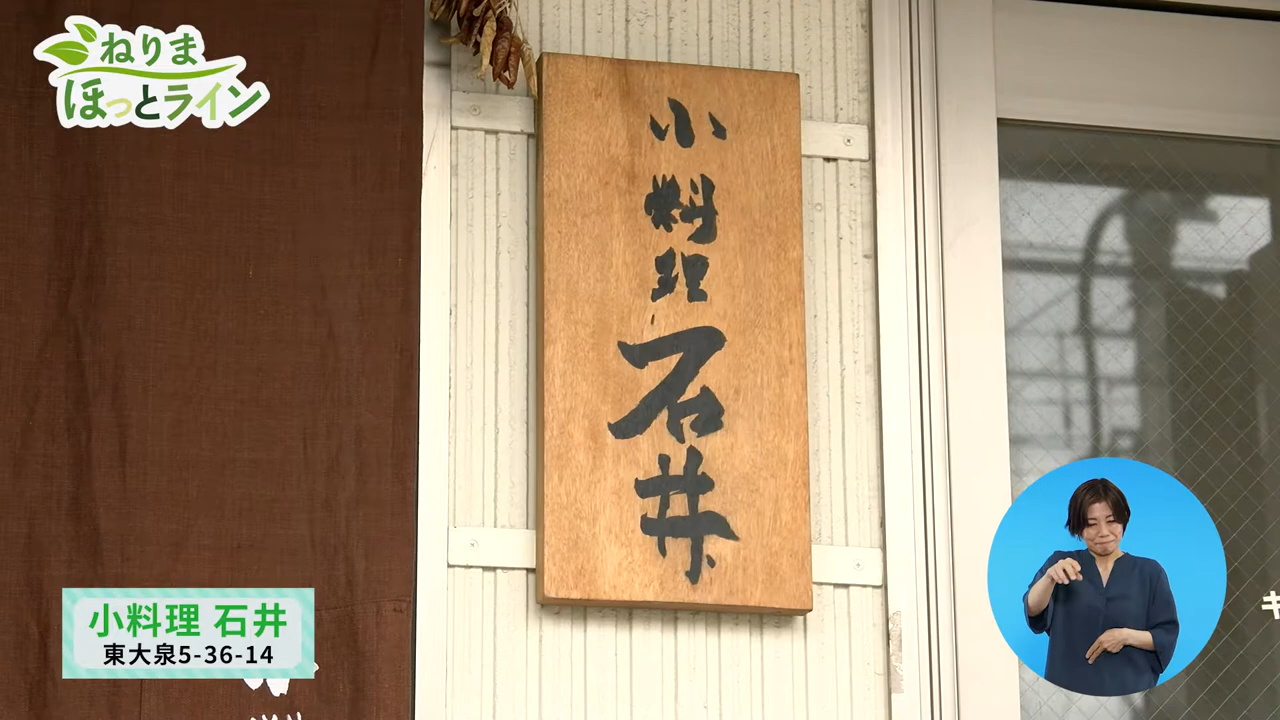 ねりま
ほっとライン
小
料
理
石
井
小料理 石井
東大泉5-36-14
キ